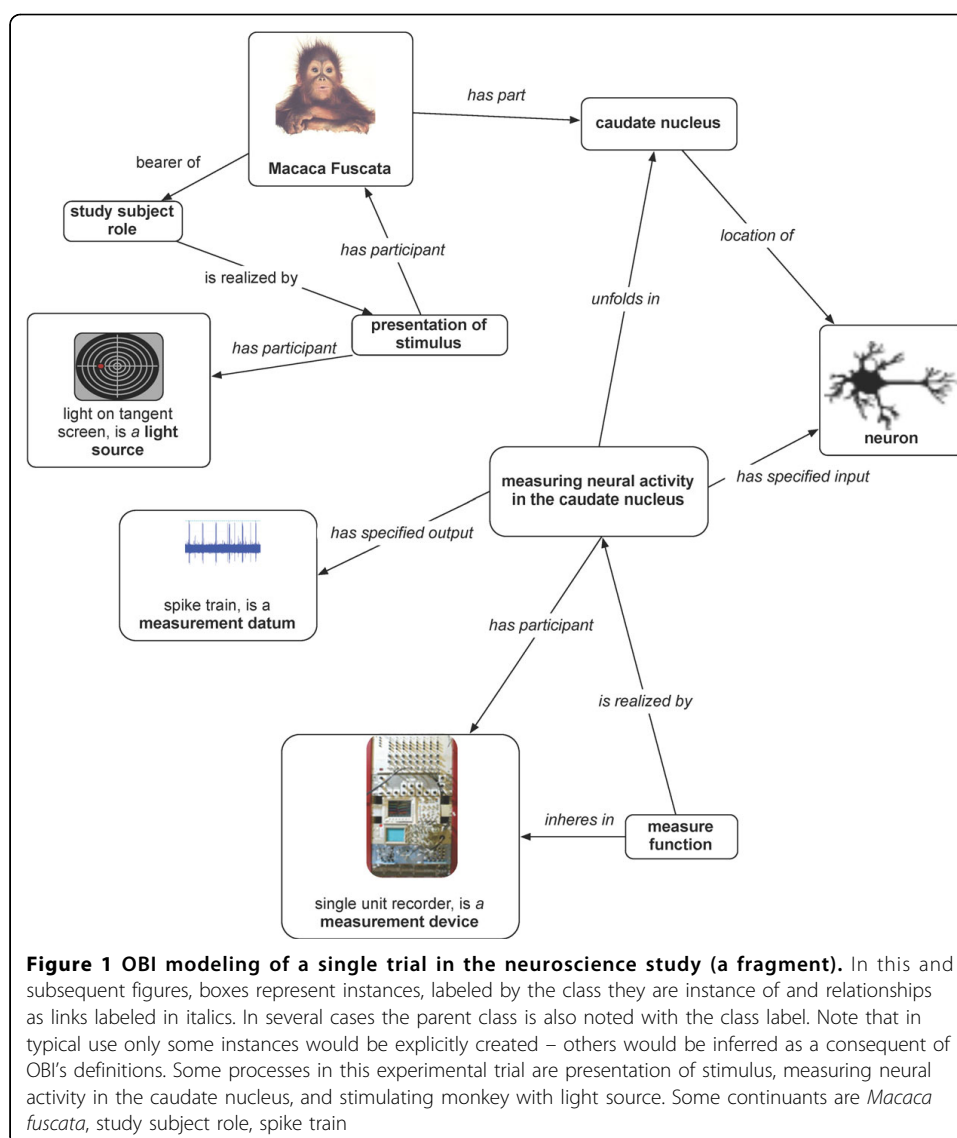 has part
caudate nucleus
Macaca Fuscata
bearer of
study subject
role
location of
has participant
is realized by
unfolds in
presentation of
stimulus
has participant
light on tangent
screen, is a light
source
neuron
measuring neural activity
in the caudate nucleus
has specified input
has specified output
spike train, is a
measurement datum
has participant
is realized by
inheres in
measure
function
single unit recorder, is a
measurement device
Figure 1 OBI modeling of a single trial in the neuroscience study (a fragment). In this and
subsequent figures, boxes represent instances, labeled by the class they are instance of and relationships
as links labeled in italics. In several cases the parent class is also noted with the class label. Note that in
typical use only some instances would be explicitly created – others would be inferred as a consequent of
OBI's definitions. Some processes in this experimental trial are presentation of stimulus, measuring neural
activity in the caudate nucleus, and stimulating monkey with light source. Some continuants are Macaca
fuscata, study subject role, spike train